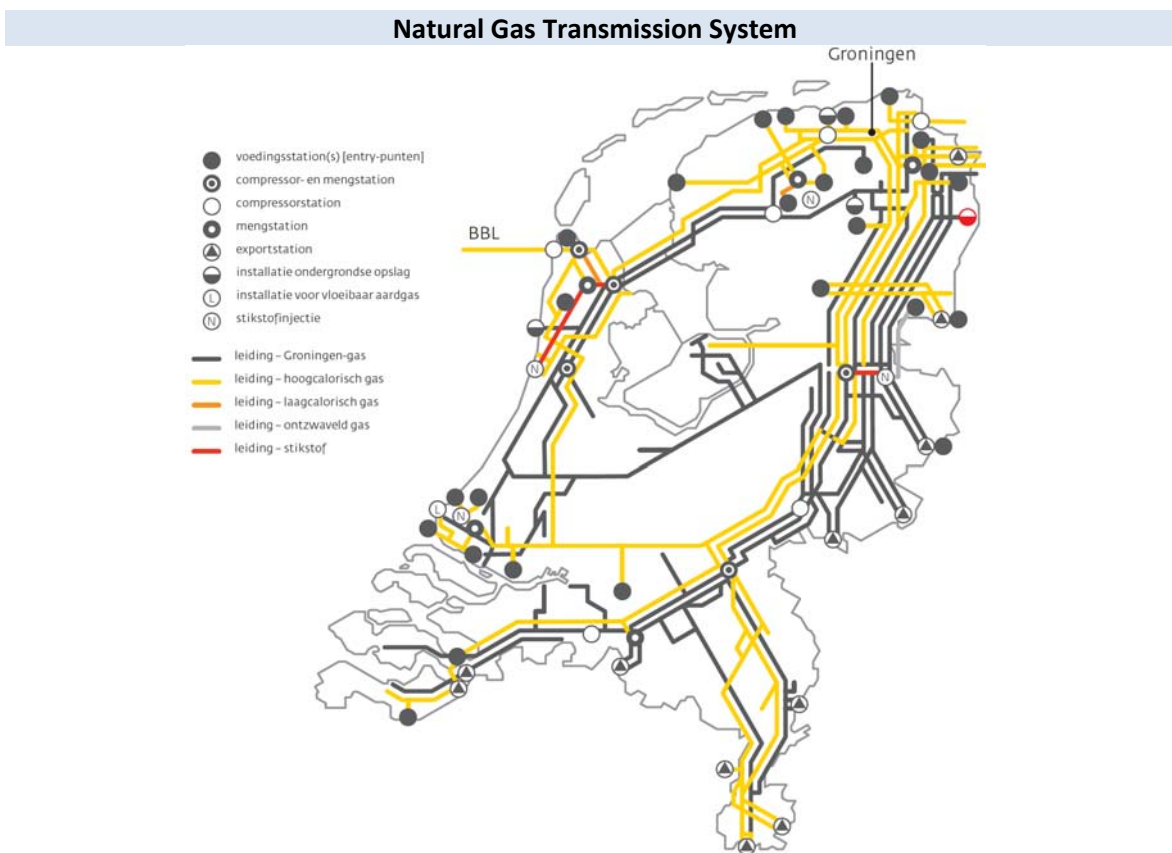 Natural Gas Transmission System
Groningen
voedingsstation(s) [entry-punten]
compressor- en mengstation
compressorstation
mengstation
exportstation
installatie ondergrondse opslag
L installatie voor vloeibaar aardgas
N stikstofinjectie
leiding – Groningen-gas
leiding – hoogcalorisch gas
leiding – laagcalorisch gas
leiding – ontzwaveld gas
leiding – stikstof
BBL
N
N
N
L
N